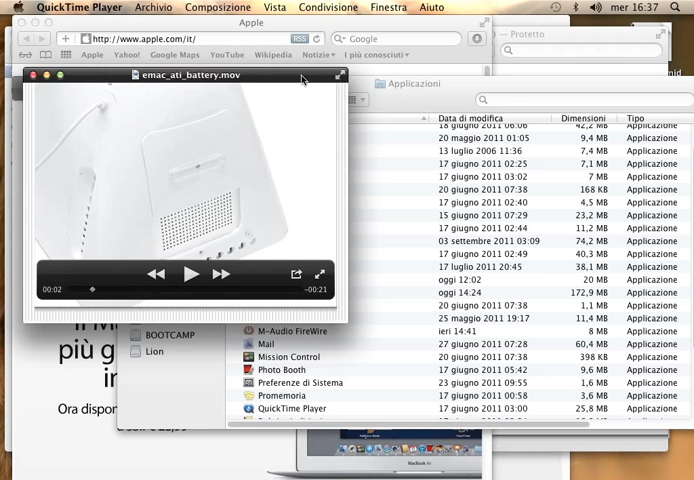 QuickTime Player Archivio Composizione Vista Condivisione Finestra Aiuto mer 16:37
Apple
http://www.apple.com/it/ RSS Google
Apple Yahoo! Google Maps YouTube Wikipedia Notizie I più conosciuti
Protetto
emac_ati_battery.mov
00:02 -00:21
Applicazioni
Data di modifica Dimensioni Tipo
18 giugno 2011 06:06 42,2 MB Applicazione
20 maggio 2011 01:05 9,4 MB Applicazione
13 luglio 2006 11:36 7,4 MB Applicazione
17 giugno 2011 02:25 7,1 MB Applicazione
17 giugno 2011 03:02 7 MB Applicazione
20 giugno 2011 07:38 168 KB Applicazione
17 giugno 2011 02:40 4,5 MB Applicazione
15 giugno 2011 07:29 23,2 MB Applicazione
17 giugno 2011 02:44 11,2 MB Applicazione
03 settembre 2011 03:09 74,2 MB Applicazione
17 giugno 2011 02:49 40,3 MB Applicazione
17 luglio 2011 20:45 38,1 MB Applicazione
oggi 12:02 20 MB Applicazione
oggi 14:24 172,9 MB Applicazione
20 giugno 2011 07:38 1,1 MB Applicazione
25 maggio 2011 19:17 11,4 MB Applicazione
M-Audio FireWire ieri 14:41 8 MB Applicazione
Mail 27 giugno 2011 07:28 60,4 MB Applicazione
Mission Control 20 giugno 2011 07:38 398 KB Applicazione
Photo Booth 17 giugno 2011 05:42 9,6 MB Applicazione
Preferenze di Sistema 23 giugno 2011 09:55 1,6 MB Applicazione
Promemoria 17 giugno 2011 00:58 3,6 MB Applicazione
QuickTime Player 17 giugno 2011 03:00 25,8 MB Applicazione
BOOTCAMP
Lion
più g
in
Ora dispon
MacBook Air